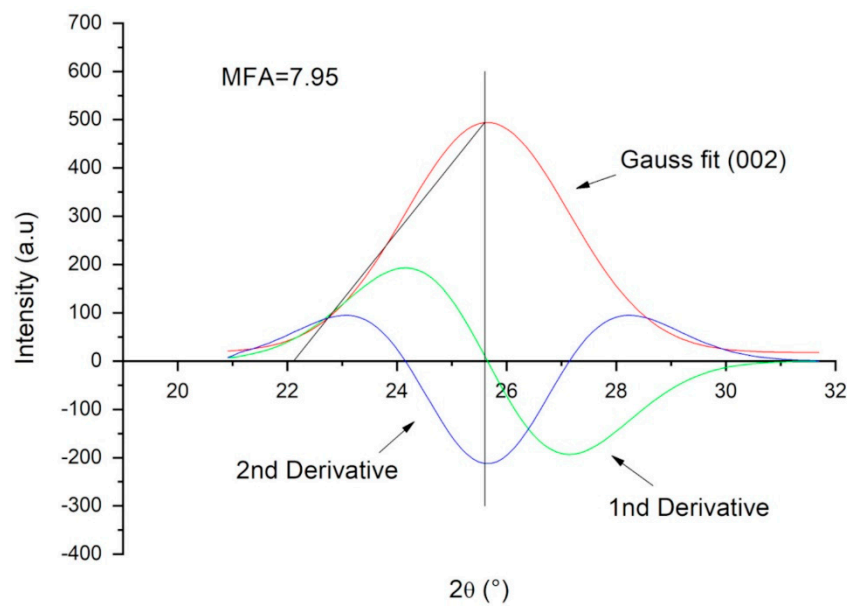 700
600
MFA=7.95
500
Gauss fit (002)
400
300
200
100
0
20 22 24 26 28 30 32
-100
-200
2nd Derivative
1nd Derivative
-300
-400
Intensity (a.u)
2θ (°)